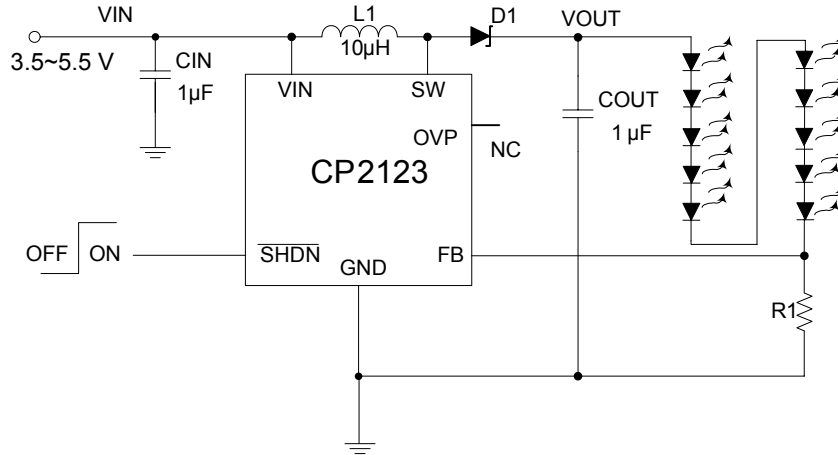 VIN
L1
D1
VOUT
10µH
3.5~5.5 V
CIN
1µF
VIN
SW
COUT
1 µF
OVP
NC
CP2123
OFF
ON
SHDN
GND
FB
R1